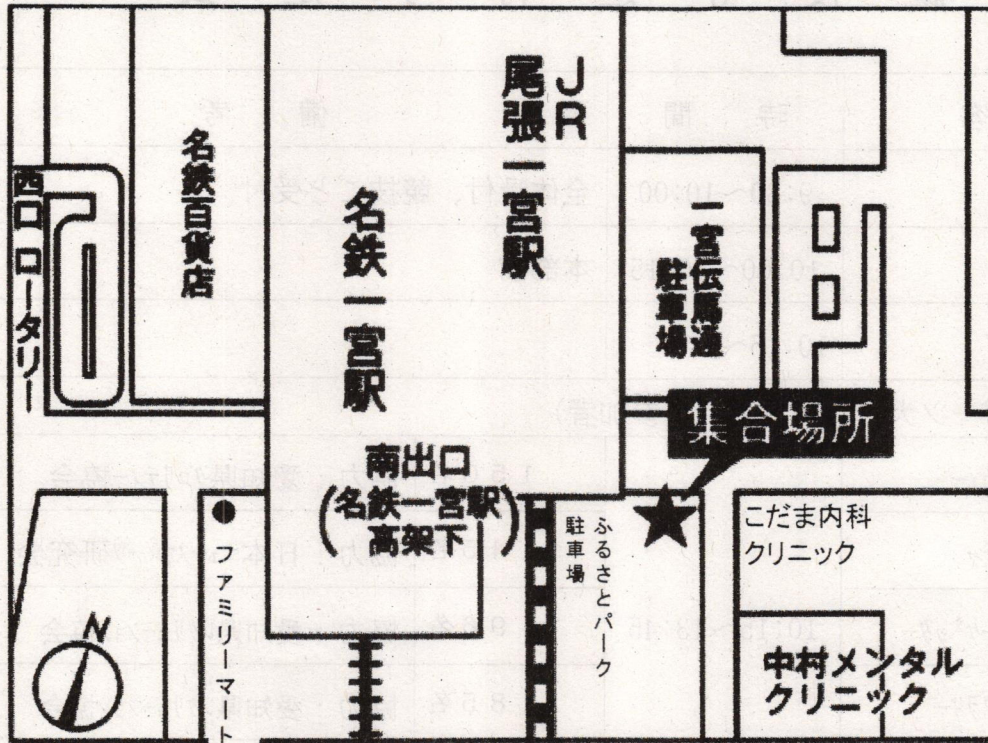 JR
尾張一宮駅
名鉄百貨店
名鉄一宮駅
西口ロータリー
宮伝馬通
駐車場
集合場所
南出口
(名鉄一宮駅
高架下)
ふるさとパーク
駐車場
こだま内科
クリニック
中村メンタル
クリニック
ファミリーマート
N